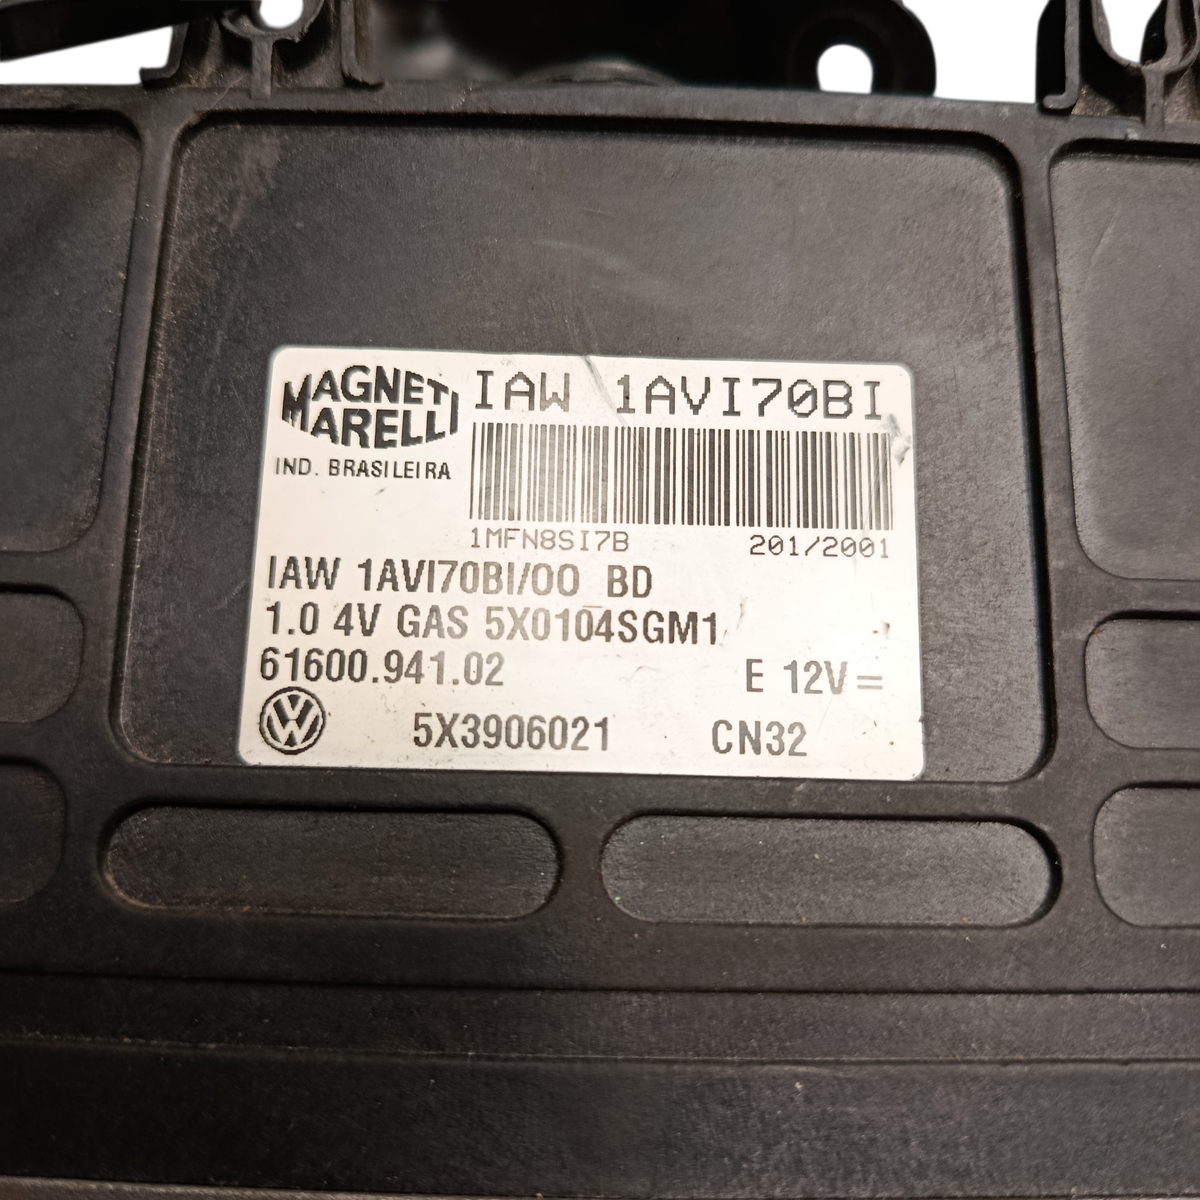 MAGNETI
MARELLI
IND. BRASILEIRA
IAW 1AVI70BI
1MFN8SI7B 201/2001
IAW 1AVI70BI/00 BD
1.0 4V GAS 5X0104SGM1
61600.941.02 E 12V=
5X3906021 CN32